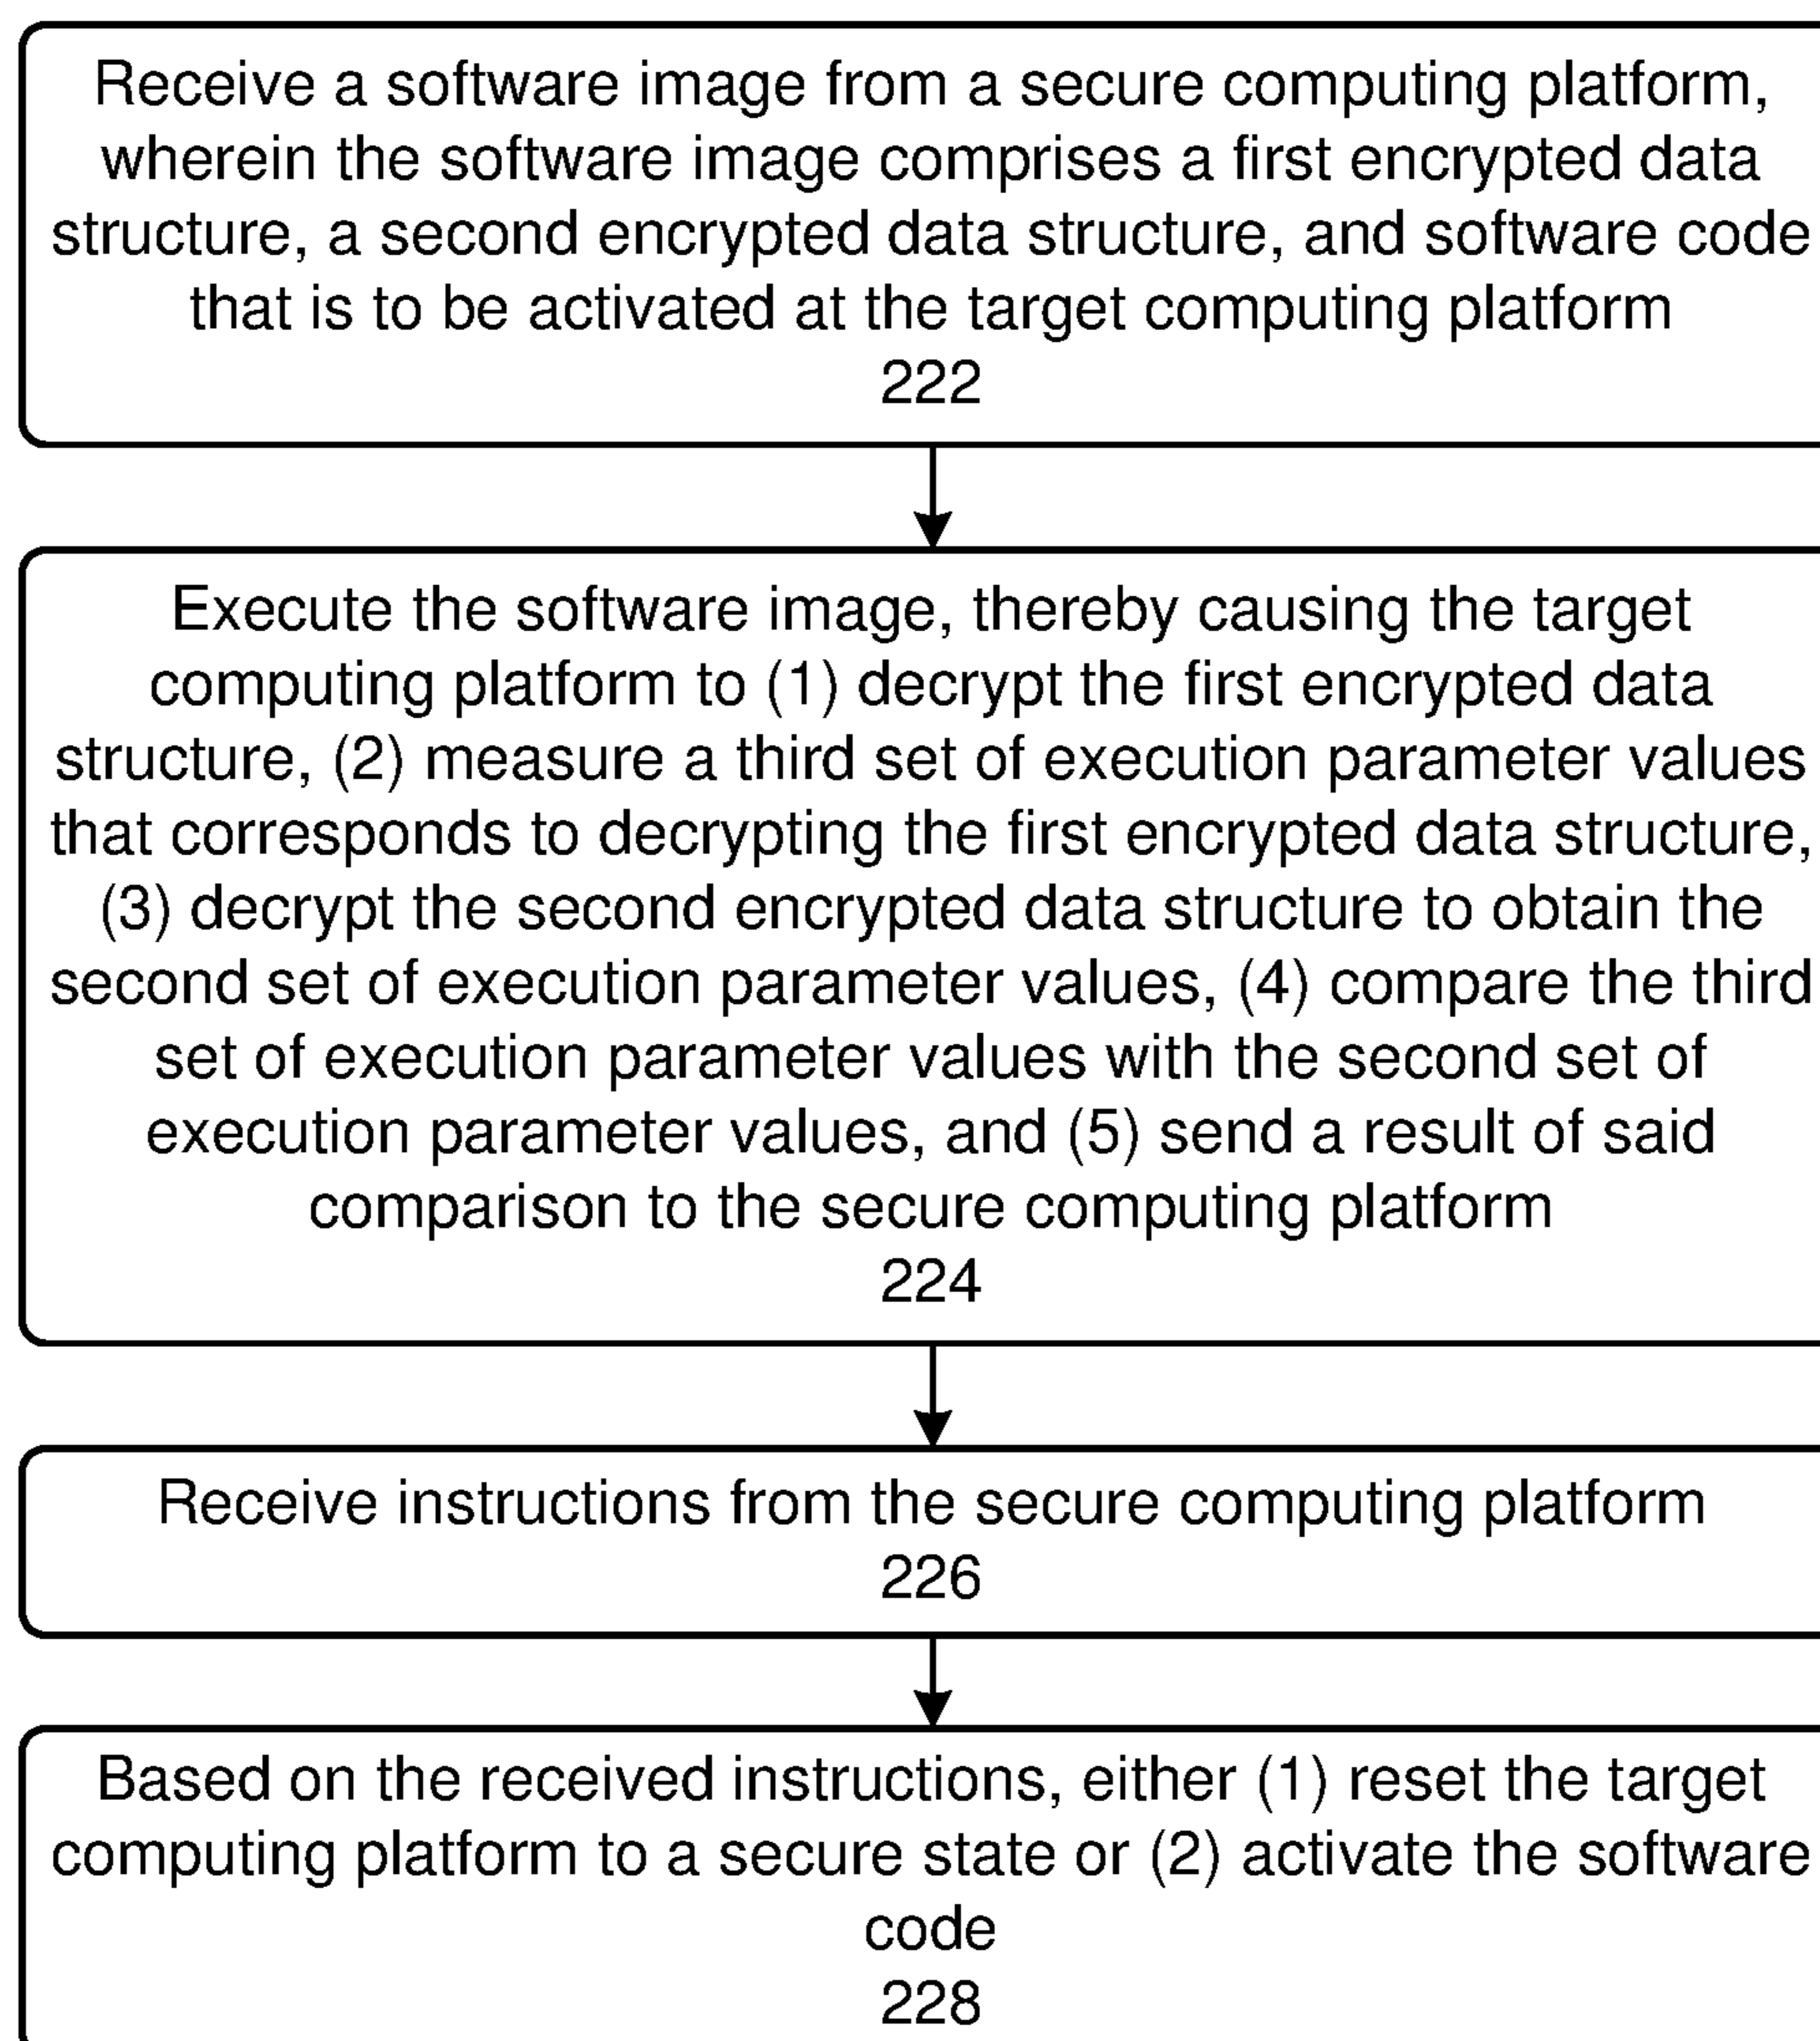 Receive a software image from a secure computing platform,
wherein the software image comprises a first encrypted data
structure, a second encrypted data structure, and software code
that is to be activated at the target computing platform
222
Execute the software image, thereby causing the target
computing platform to (1) decrypt the first encrypted data
structure, (2) measure a third set of execution parameter values
that corresponds to decrypting the first encrypted data structure,
(3) decrypt the second encrypted data structure to obtain the
second set of execution parameter values, (4) compare the third
set of execution parameter values with the second set of
execution parameter values, and (5) send a result of said
comparison to the secure computing platform
224
Receive instructions from the secure computing platform
226
Based on the received instructions, either (1) reset the target
computing platform to a secure state or (2) activate the software
code
228